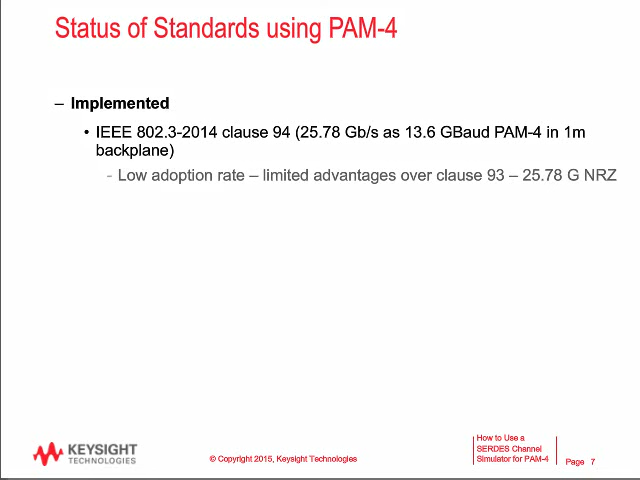 Status of Standards using PAM-4
– Implemented
• IEEE 802.3-2014 clause 94 (25.78 Gb/s as 13.6 GBaud PAM-4 in 1m
backplane)
- Low adoption rate – limited advantages over clause 93 – 25.78 G NRZ
KEYSIGHT
TECHNOLOGIES
© Copyright 2015, Keysight Technologies
How to Use a
SERDES Channel
Simulator for PAM-4
Page 7